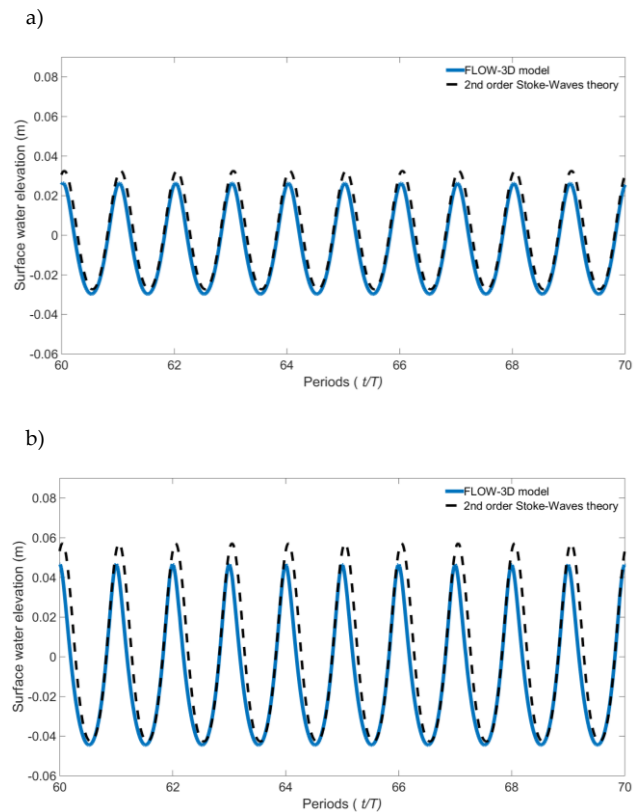 a)
0.08
0.06
0.04
0.02
0
-0.02
-0.04
-0.06
Surface water elevation (m)
FLOW-3D model
2nd order Stoke-Waves theory
60 62 64 66 68 70
Periods ( t/T)
b)
0.08
0.06
0.04
0.02
0
-0.02
-0.04
-0.06
Surface water elevation (m)
FLOW-3D model
2nd order Stoke-Waves theory
60 62 64 66 68 70
Periods ( t/T)